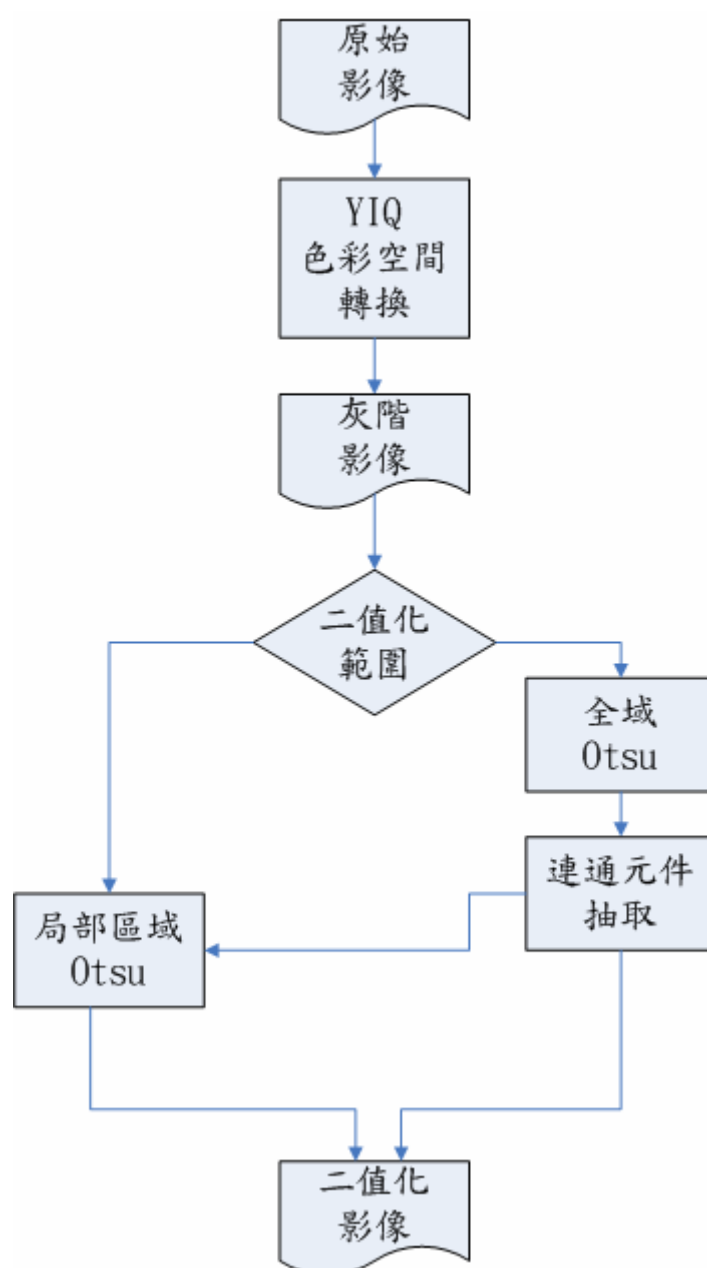 原始
影像
YIQ
色彩空間
轉換
灰階
影像
二值化
範圍
全域
Otsu
連通元件
抽取
局部區域
Otsu
二值化
影像